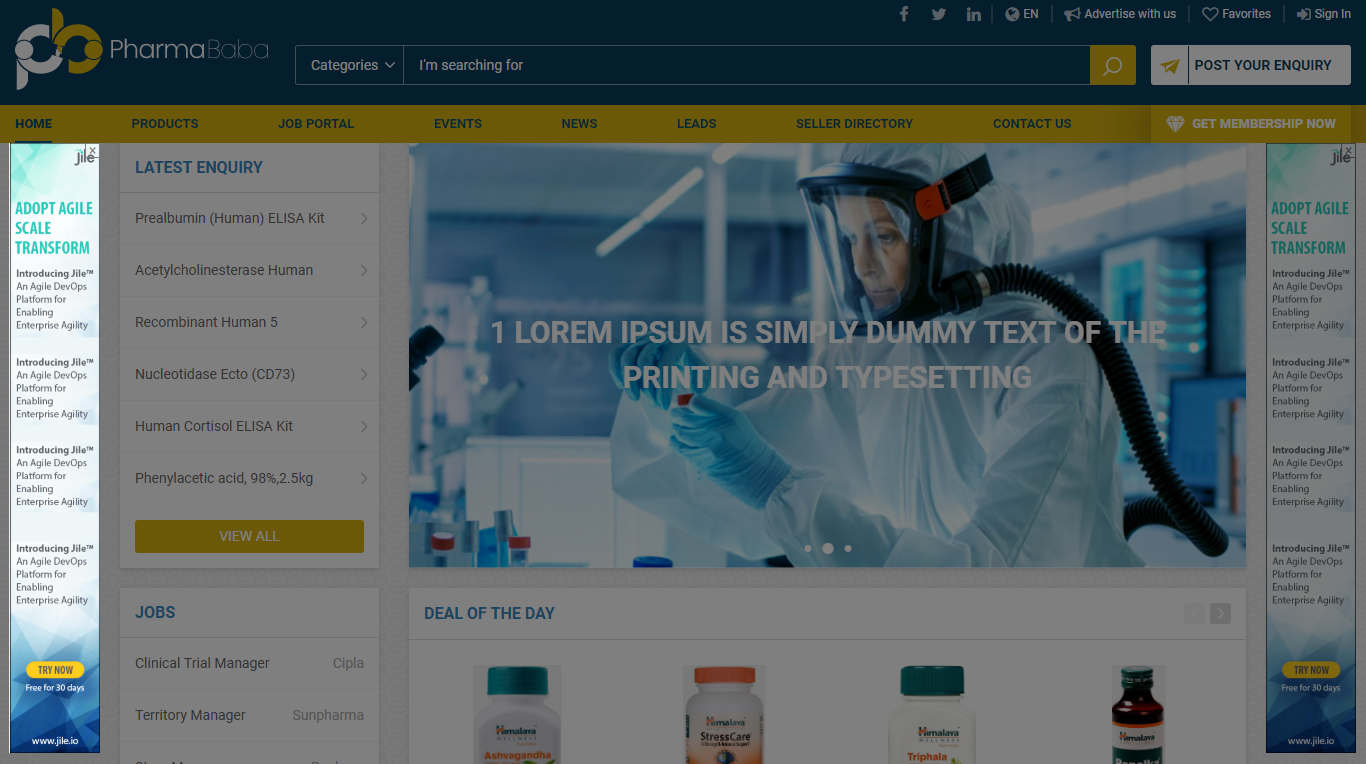 EN
Advertise with us
Favorites
Sign In
PharmaBaba
Categories
I'm searching for
POST YOUR ENQUIRY
HOME
PRODUCTS
JOB PORTAL
EVENTS
NEWS
LEADS
SELLER DIRECTORY
CONTACT US
GET MEMBERSHIP NOW
Jile
X
ADOPT AGILE
SCALE
TRANSFORM
Introducing Jile™
An Agile DevOps
Platform for
Enabling
Enterprise Agility
Introducing Jile™
An Agile DevOps
Platform for
Enabling
Enterprise Agility
Introducing Jile™
An Agile DevOps
Platform for
Enabling
Enterprise Agility
Introducing Jile™
An Agile DevOps
Platform for
Enabling
Enterprise Agility
TRY NOW
Free for 30 days
www.jile.io
LATEST ENQUIRY
Prealbumin (Human) ELISA Kit
Acetylcholinesterase Human
Recombinant Human 5
Nucleotidase Ecto (CD73)
Human Cortisol ELISA Kit
Phenylacetic acid, 98%,2.5kg
VIEW ALL
1 LOREM IPSUM IS SIMPLY DUMMY TEXT OF THE
PRINTING AND TYPESETTING
JOBS
Clinical Trial Manager Cipla
Territory Manager Sunpharma
DEAL OF THE DAY
Himalaya
WELLNESS
Ashvagandha
Himalaya
WELLNESS
StressCare
Himalaya
WELLNESS
Triphala
Himalaya
Jile
X
ADOPT AGILE
SCALE
TRANSFORM
Introducing Jile™
An Agile DevOps
Platform for
Enabling
Enterprise Agility
Introducing Jile™
An Agile DevOps
Platform for
Enabling
Enterprise Agility
Introducing Jile™
An Agile DevOps
Platform for
Enabling
Enterprise Agility
Introducing Jile™
An Agile DevOps
Platform for
Enabling
Enterprise Agility
TRY NOW
Free for 30 days
www.jile.io